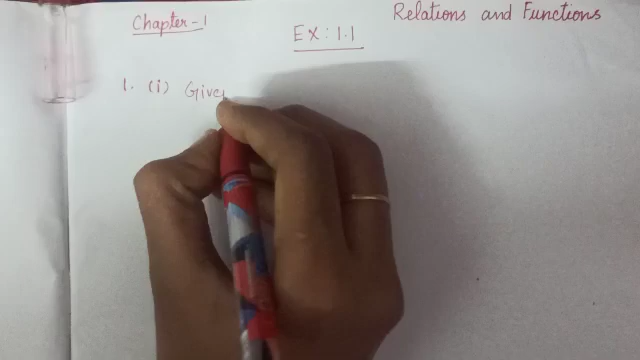 Chapter-1
Relations and Functions
Ex: 1.1
1. (i) Give